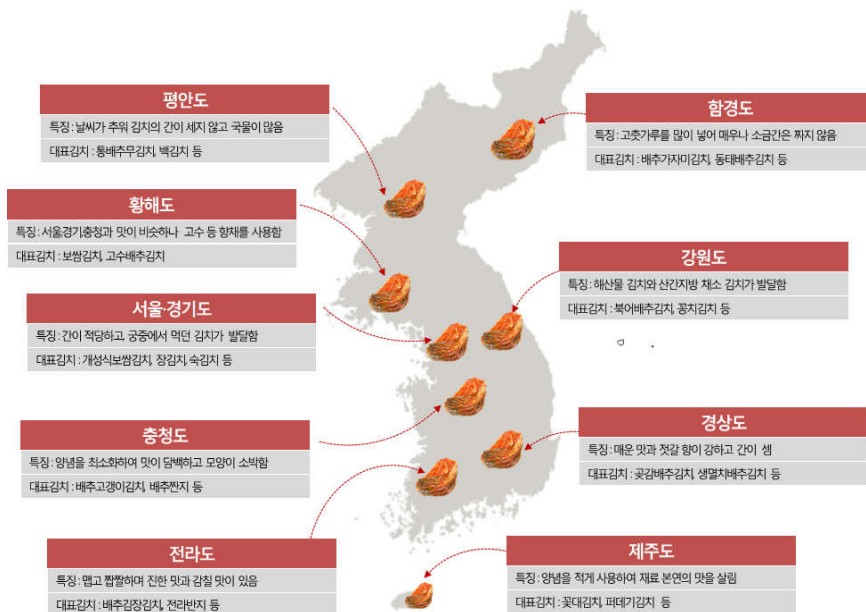 평안도
특징 : 날씨가 추워 김치의 간이 세지 않고 국물이 많음
대표김치 : 통배추무김치, 백김치 등
함경도
특징 : 고춧가루를 많이 넣어 매우나 소금간은 짜지 않음
대표김치 : 배추가자미김치, 동태배추김치 등
황해도
특징 : 서울경기충청과 맛이 비슷하나 고수 등 향채를 사용함
대표김치 : 보쌈김치, 고수배추김치
강원도
특징 : 해산물 김치와 산간지방 채소 김치가 발달함
대표김치 : 북어배추김치, 꽁치김치 등
서울·경기도
특징 : 간이 적당하고, 궁중에서 먹던 김치가 발달함
대표김치 : 개성식보쌈김치, 장김치, 숙김치 등
충청도
특징 : 양념을 최소화하여 맛이 담백하고 모양이 소박함
대표김치 : 배추고갱이김치, 배추짠지 등
경상도
특징 : 매운 맛과 젓갈 향이 강하고 간이 셈
대표김치 : 곶감배추김치, 생멸치배추김치 등
전라도
특징 : 맵고 짭짤하며 진한 맛과 감칠 맛이 있음
대표김치 : 배추김장김치, 전라반지 등
제주도
특징 : 양념을 적게 사용하여 재료 본연의 맛을 살림
대표김치 : 꽃대김치, 퍼데기김치 등